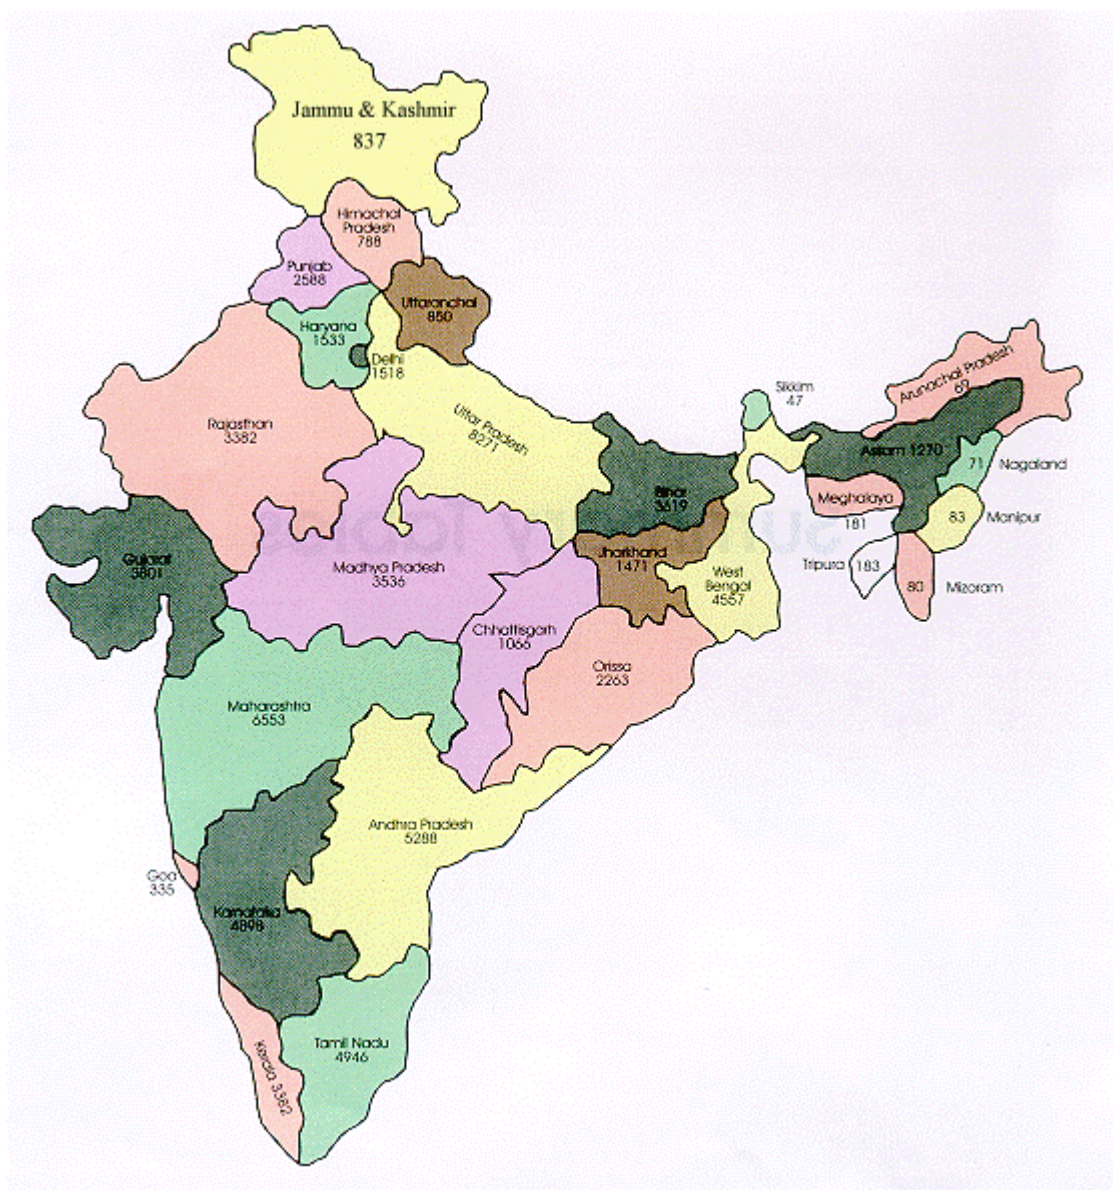 Jammu & Kashmir
837
Himachal
Pradesh
788
Punjab
2588
Uttaranchal
850
Haryana
1533
Delhi
1518
Rajasthan
3382
Uttar Pradesh
8271
Sikkim
47
Arunachal Pradesh
69
Assam 1270
71 Nagaland
Meghalaya
181
83 Manipur
Tripura 183
80 Mizoram
Bihar
3619
Jharkhand
1471
West
Bengal
4557
Gujarat
3801
Madhya Pradesh
3536
Chhattisgarh
1066
Orissa
2263
Maharashtra
6553
Andhra Pradesh
5288
Goa
335
Karnataka
4898
Tamil Nadu
4946
Kerala 3382